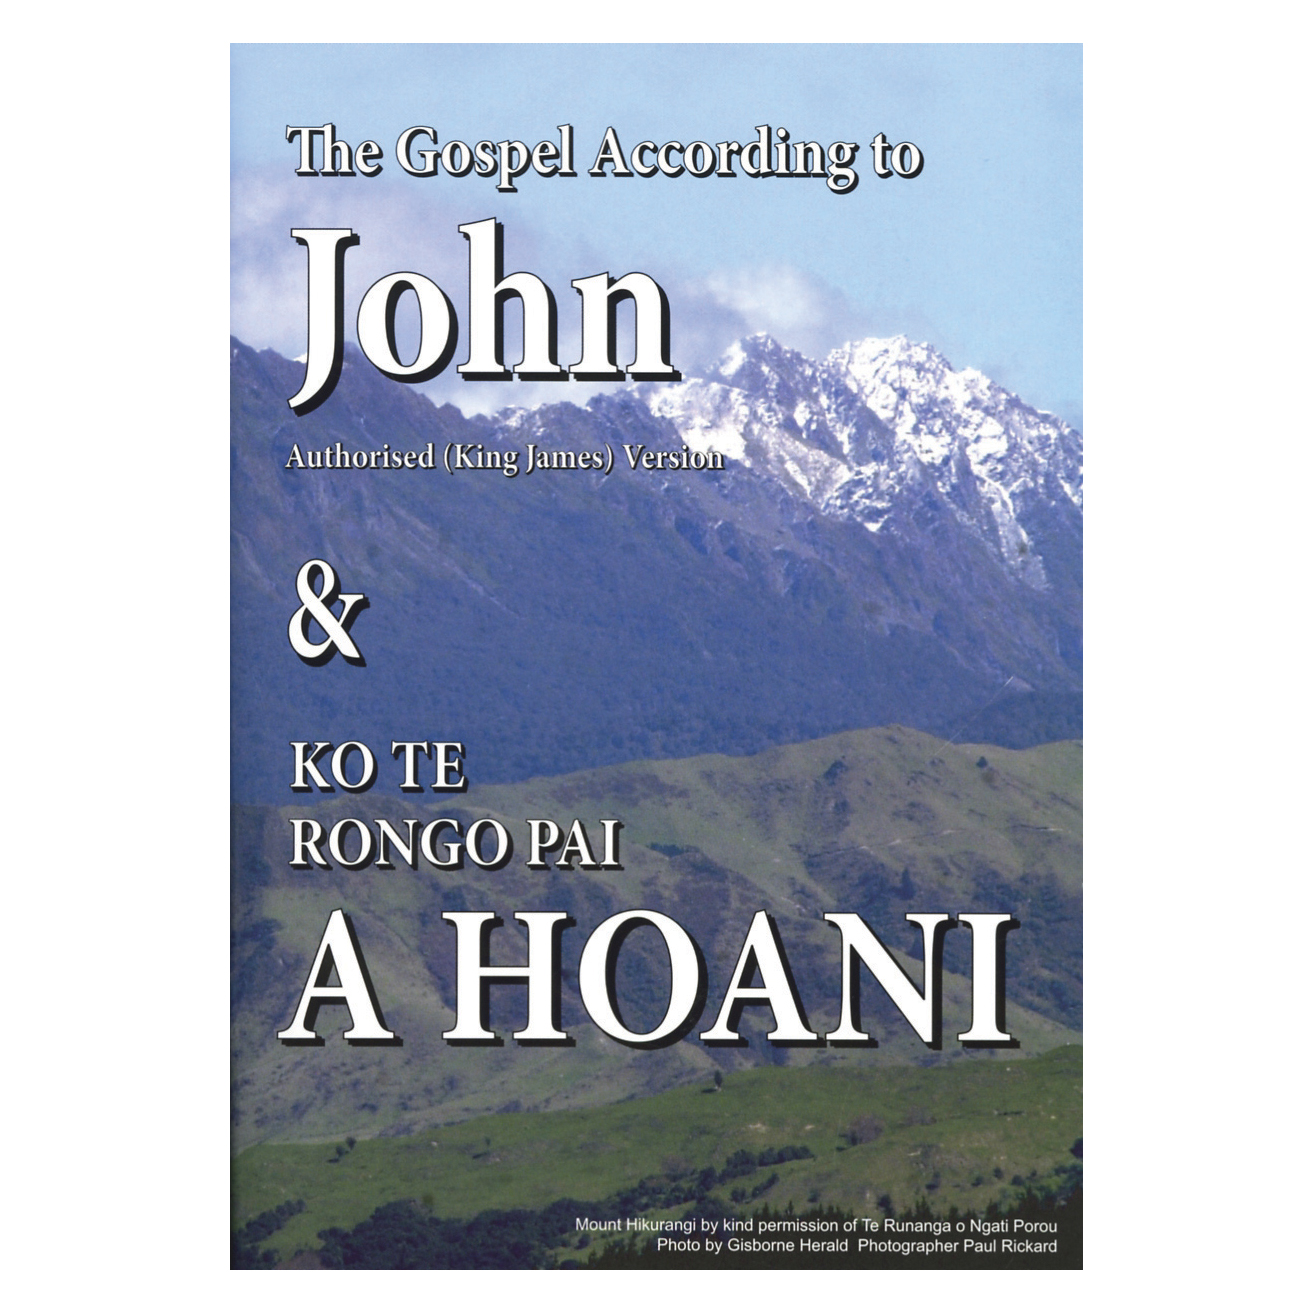 The Gospel According to
John
Authorised (King James) Version
&
KO TE
RONGO PAI
A HOANI
Mount Hikurangi by kind permission of Te Runanga o Ngati Porou
Photo by Gisborne Herald Photographer Paul Rickard